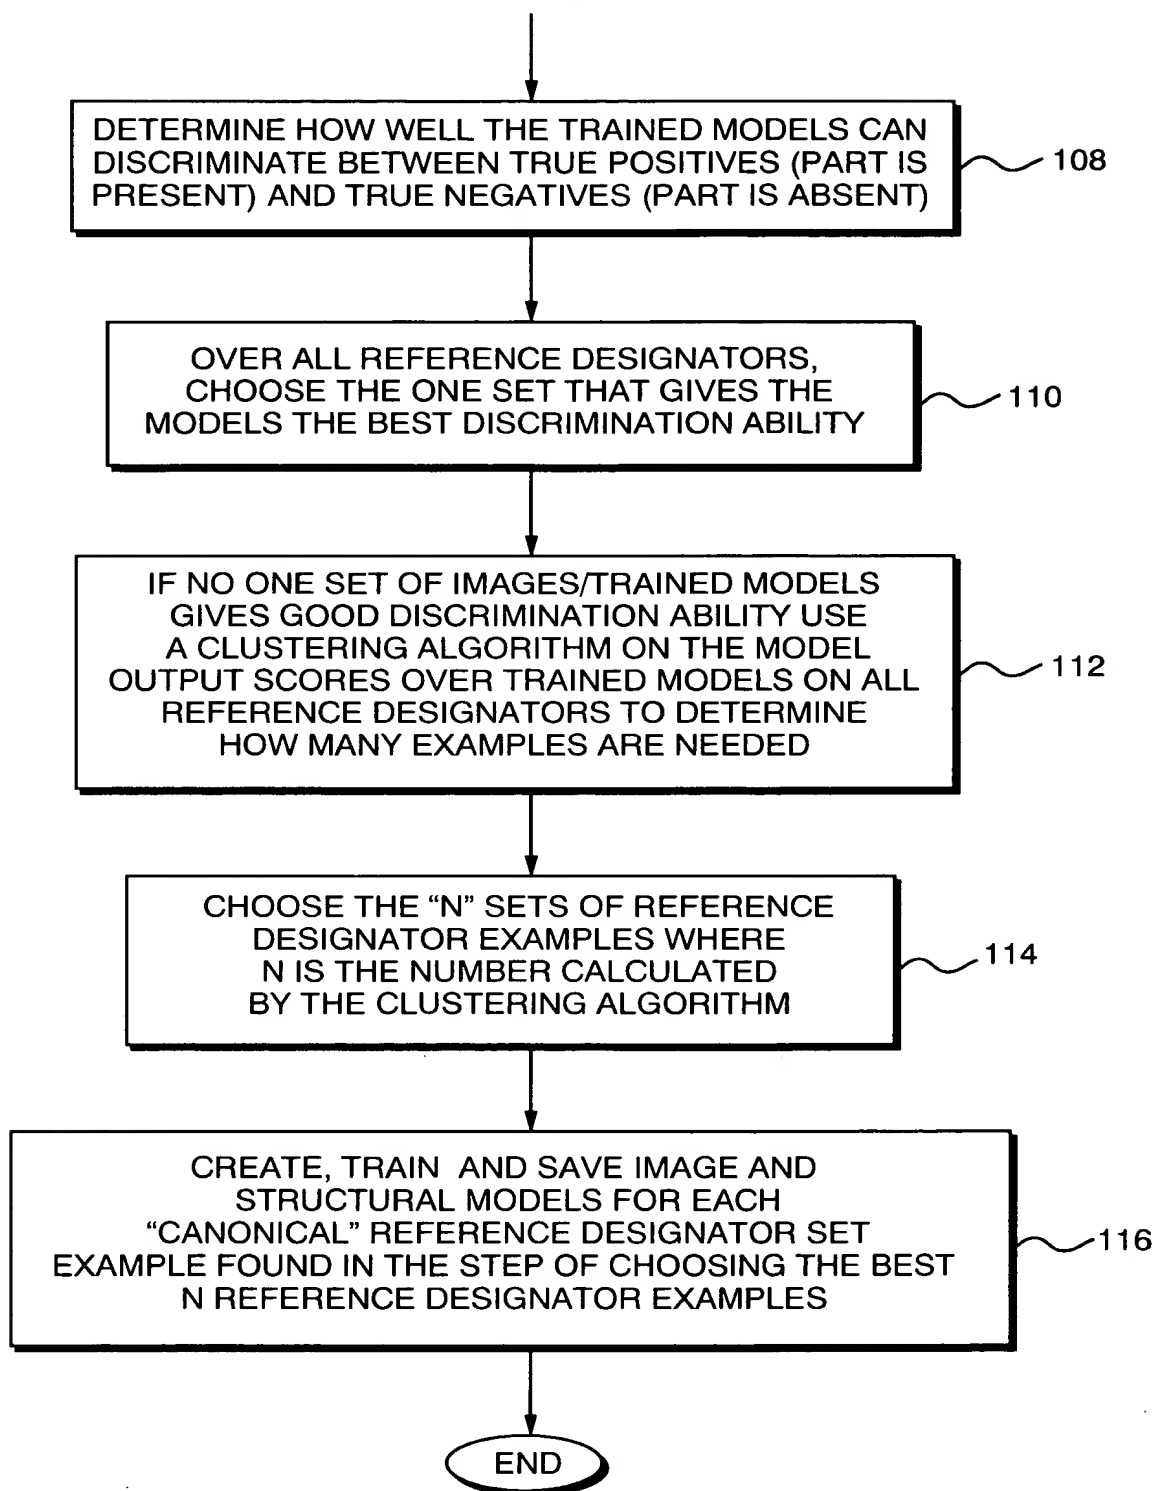 DETERMINE HOW WELL THE TRAINED MODELS CAN
DISCRIMINATE BETWEEN TRUE POSITIVES (PART IS
PRESENT) AND TRUE NEGATIVES (PART IS ABSENT)
108
OVER ALL REFERENCE DESIGNATORS,
CHOOSE THE ONE SET THAT GIVES THE
MODELS THE BEST DISCRIMINATION ABILITY
110
IF NO ONE SET OF IMAGES/TRAINED MODELS
GIVES GOOD DISCRIMINATION ABILITY USE
A CLUSTERING ALGORITHM ON THE MODEL
OUTPUT SCORES OVER TRAINED MODELS ON ALL
REFERENCE DESIGNATORS TO DETERMINE
HOW MANY EXAMPLES ARE NEEDED
112
CHOOSE THE “N” SETS OF REFERENCE
DESIGNATOR EXAMPLES WHERE
N IS THE NUMBER CALCULATED
BY THE CLUSTERING ALGORITHM
114
CREATE, TRAIN AND SAVE IMAGE AND
STRUCTURAL MODELS FOR EACH
“CANONICAL” REFERENCE DESIGNATOR SET
EXAMPLE FOUND IN THE STEP OF CHOOSING THE BEST
N REFERENCE DESIGNATOR EXAMPLES
116
END